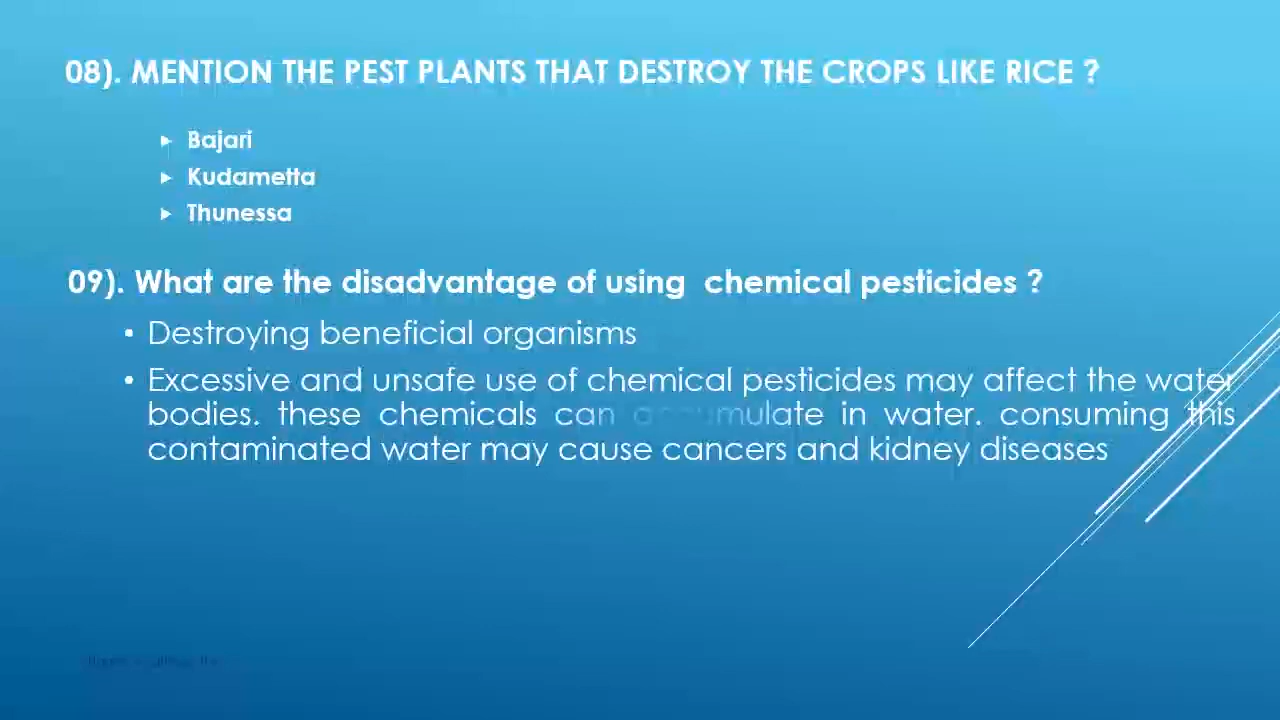 08). MENTION THE PEST PLANTS THAT DESTROY THE CROPS LIKE RICE ?
Bajari
Kudametta
Thunessa
09). What are the disadvantage of using chemical pesticides ?
• Destroying beneficial organisms
• Excessive and unsafe use of chemical pesticides may affect the water
bodies. these chemicals can accumulate in water. consuming this
contaminated water may cause cancers and kidney diseases